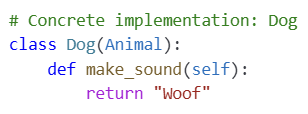 # Concrete implementation: Dog
class Dog(Animal):
    def make_sound(self):
        return "Woof"